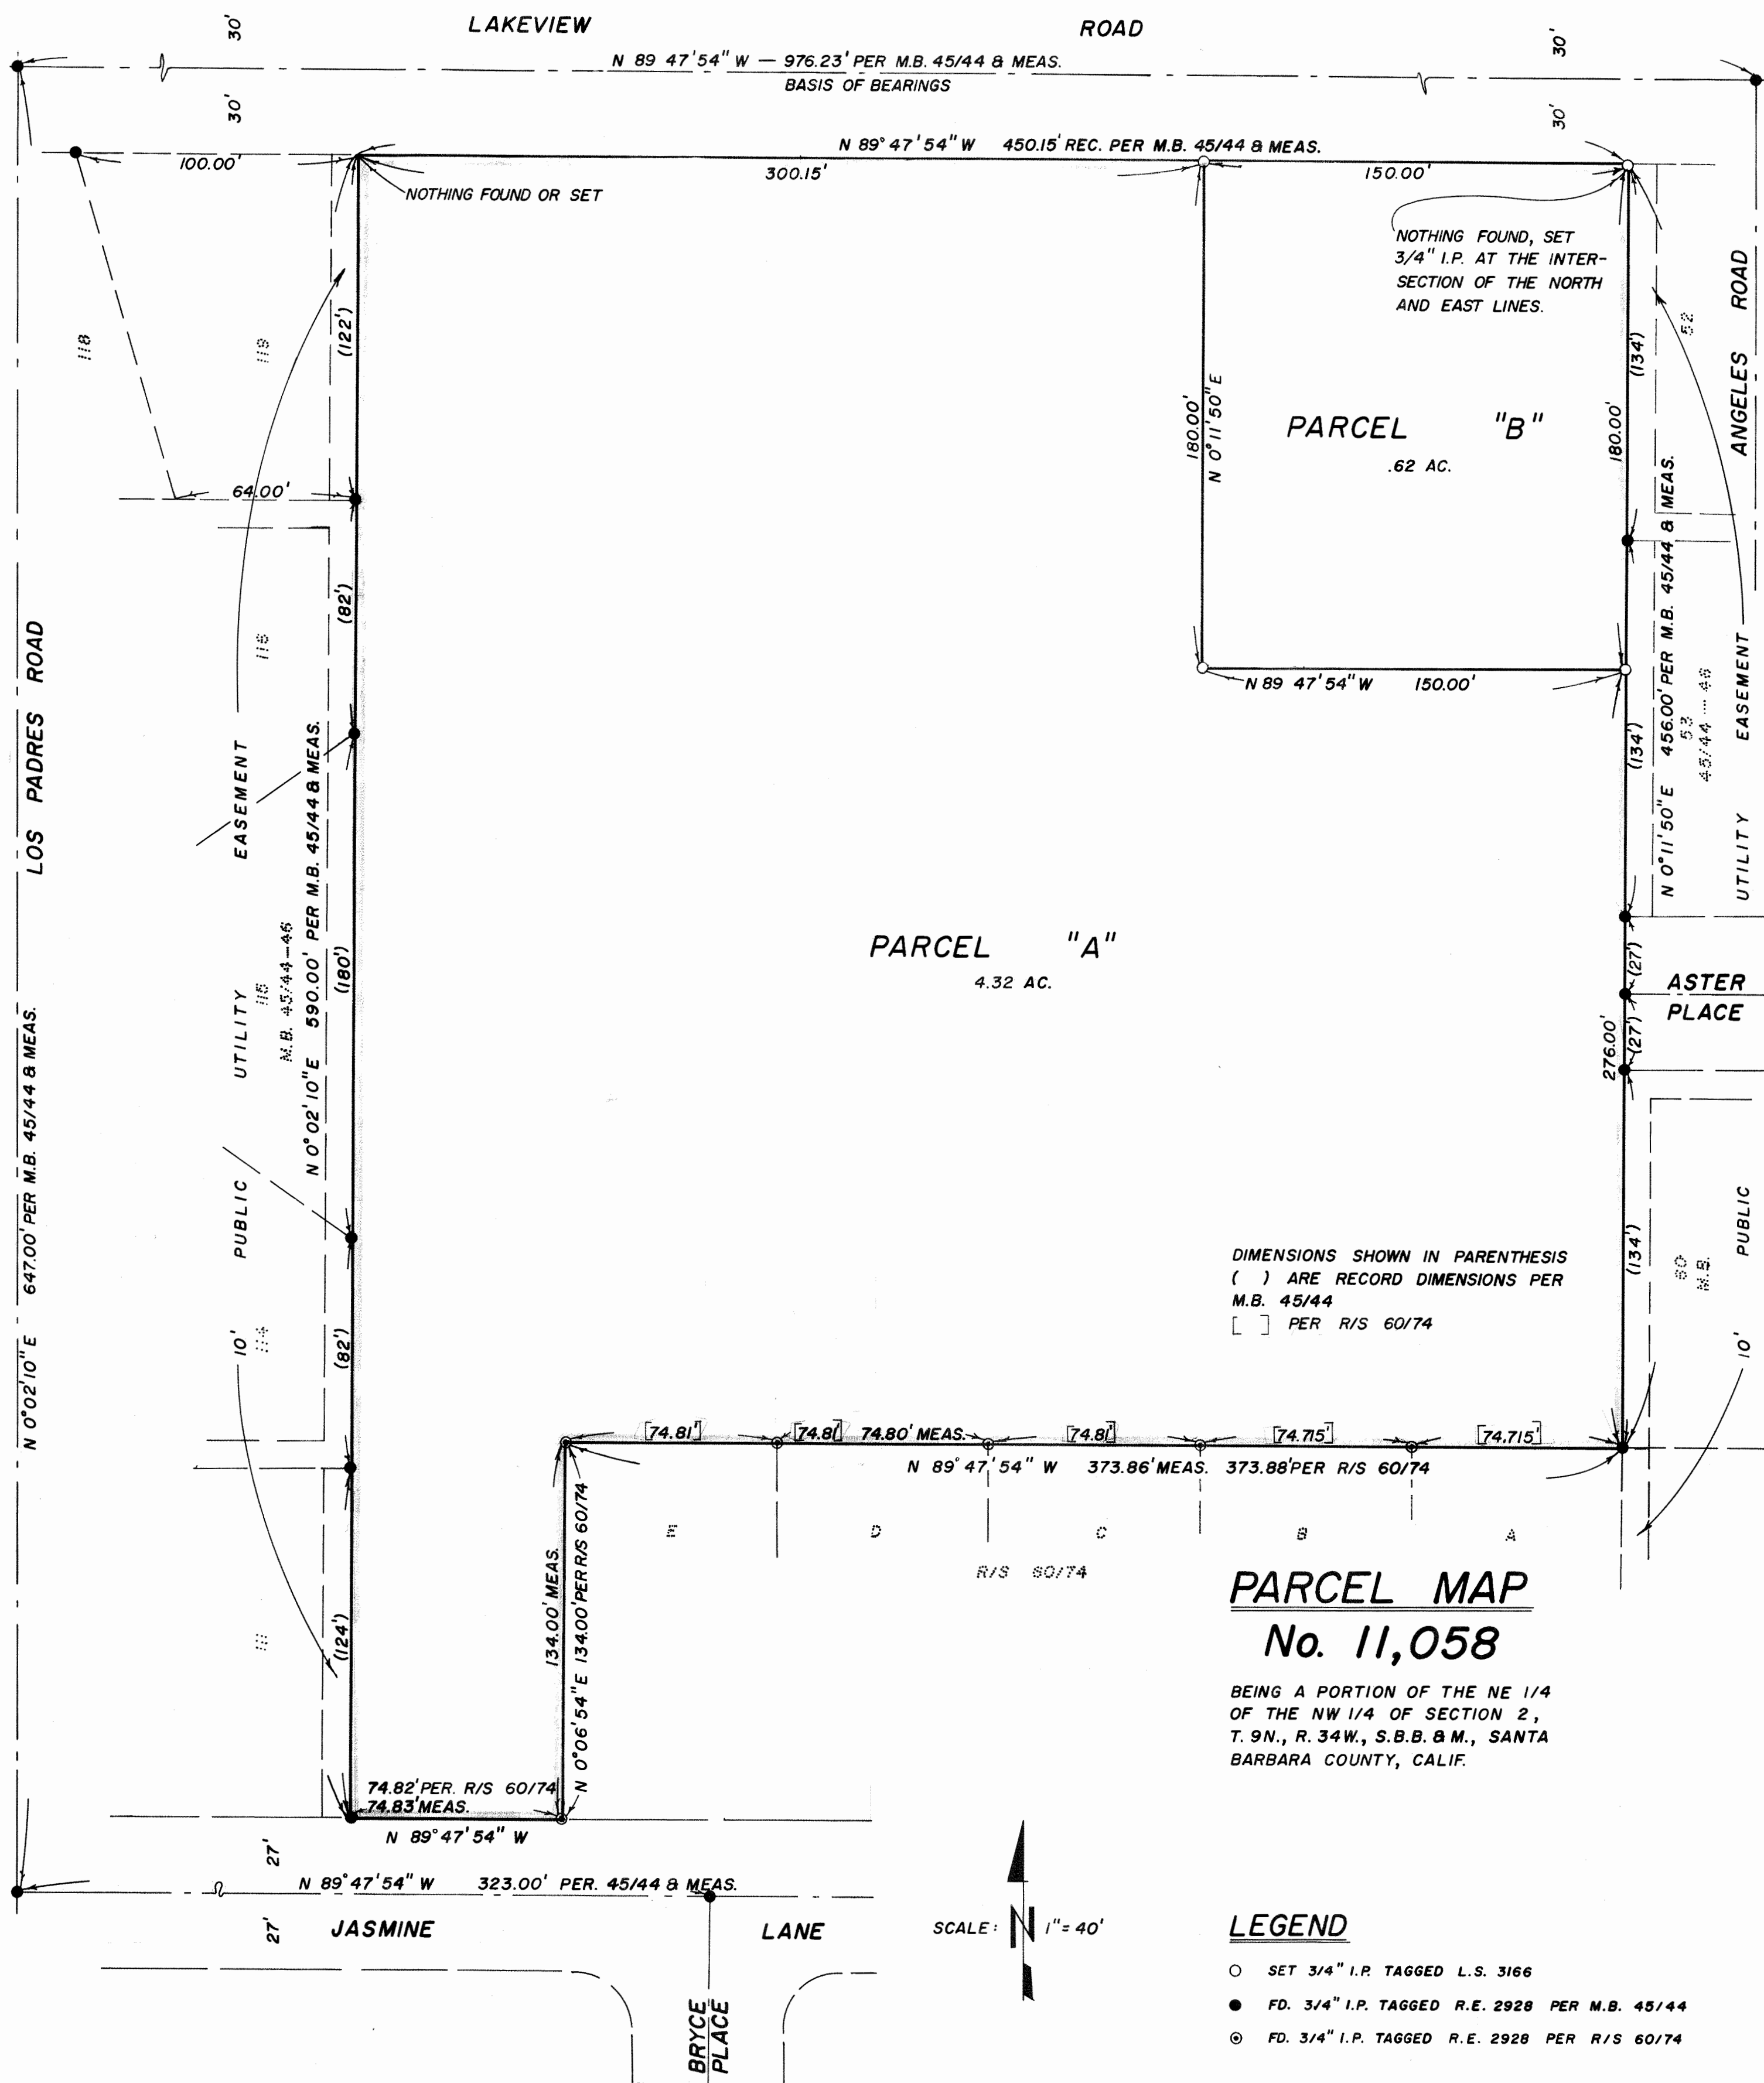 LAKEVIEW ROAD
30'
30'
N 89 47'54" W — 976.23' PER M.B. 45/44 & MEAS.
BASIS OF BEARINGS
30'
30'
N 89° 47' 54" W 450.15' REC. PER M.B. 45/44 & MEAS.
100.00'
300.15'
150.00'
NOTHING FOUND OR SET
NOTHING FOUND, SET
3/4" I.P. AT THE INTER-
SECTION OF THE NORTH
AND EAST LINES.
118
119
(122')
(134')
52
ANGELES ROAD
180.00'
N 0° 11' 50" E
PARCEL "B"
.62 AC.
180.00'
64.00'
(82')
116
LOS PADRES ROAD
N 89 47' 54" W 150.00'
N 0° 11' 50" E 456.00' PER M.B. 45/44 & MEAS.
(134')
53
45/44 — 46
10' PUBLIC UTILITY EASEMENT
N 0° 02' 10" E 590.00' PER M.B. 45/44 & MEAS.
(180')
115
M.B. 45/44-46
PARCEL "A"
4.32 AC.
(27')
ASTER
PLACE
(27')
276.00'
N 0° 02' 10" E 647.00' PER M.B. 45/44 & MEAS.
10' PUBLIC UTILITY EASEMENT
(134')
60
M.B.
DIMENSIONS SHOWN IN PARENTHESIS
( ) ARE RECORD DIMENSIONS PER
M.B. 45/44
[ ] PER R/S 60/74
114
(82')
[74.81']
[74.81']
74.80' MEAS.
[74.81']
[74.715']
[74.715']
N 89° 47' 54" W 373.86' MEAS. 373.88' PER R/S 60/74
E D C B A
R/S 60/74
134.00' MEAS.
N 0° 06' 54" E 134.00' PER R/S 60/74
(124')
111
PARCEL MAP
No. 11,058
BEING A PORTION OF THE NE 1/4
OF THE NW 1/4 OF SECTION 2,
T. 9N., R. 34W., S.B.B. & M., SANTA
BARBARA COUNTY, CALIF.
74.82' PER. R/S 60/74
74.83' MEAS.
N 89° 47' 54" W
27'
N 89° 47' 54" W 323.00' PER. 45/44 & MEAS.
27'
JASMINE LANE
BRYCE
PLACE
SCALE: N 1" = 40'
LEGEND
SET 3/4" I.P. TAGGED L.S. 3166
FD. 3/4" I.P. TAGGED R.E. 2928 PER M.B. 45/44
FD. 3/4" I.P. TAGGED R.E. 2928 PER R/S 60/74